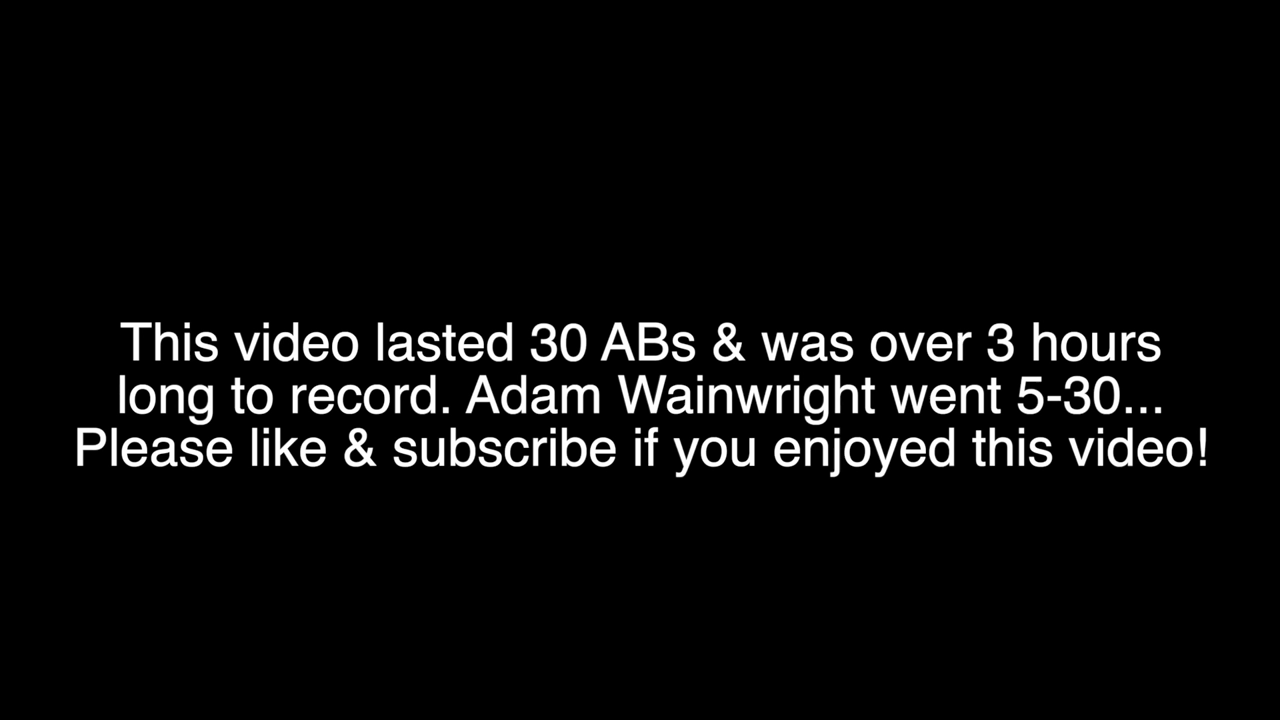 This video lasted 30 ABs & was over 3 hours
long to record. Adam Wainwright went 5-30...
Please like & subscribe if you enjoyed this video!